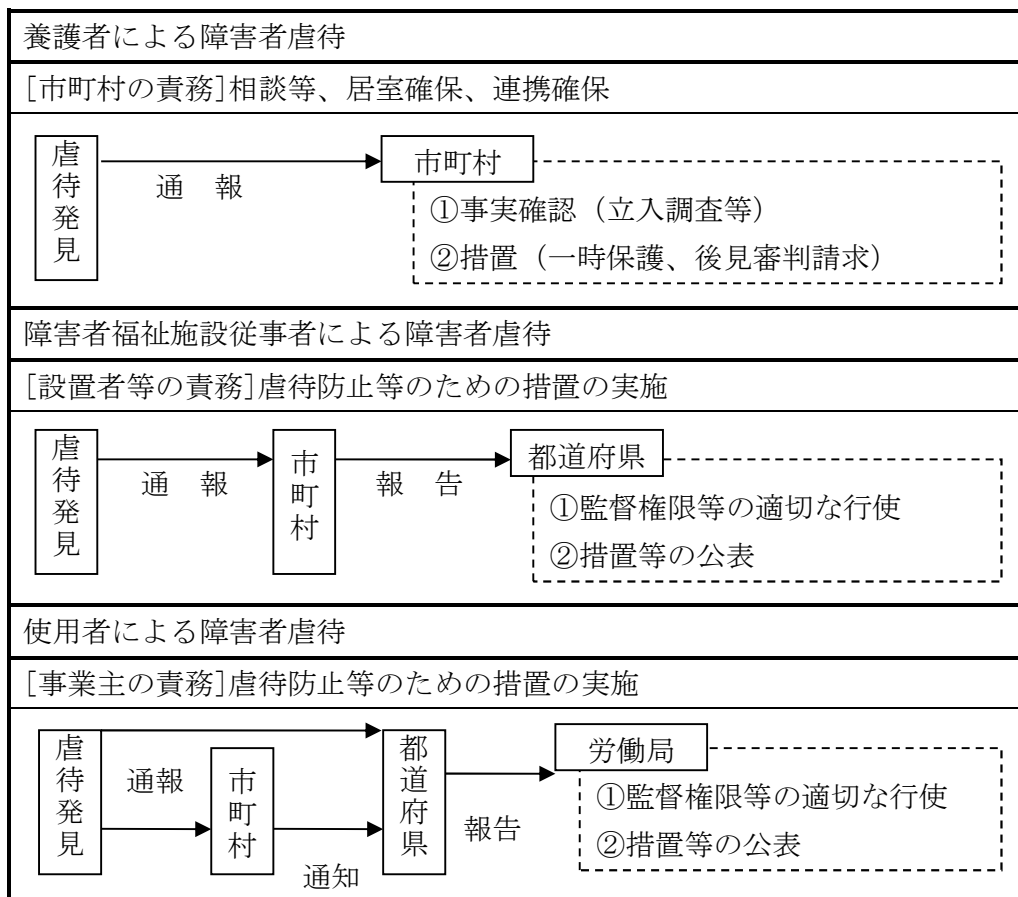 養護者による障害者虐待
[市町村の責務]相談等、居室確保、連携確保
虐待発見
通 報
市町村
①事実確認（立入調査等）
②措置（一時保護、後見審判請求）
障害者福祉施設従事者による障害者虐待
[設置者等の責務]虐待防止等のための措置の実施
虐待発見
通 報
市町村
報 告
都道府県
①監督権限等の適切な行使
②措置等の公表
使用者による障害者虐待
[事業主の責務]虐待防止等のための措置の実施
虐待発見
通報
市町村
通知
都道府県
報告
労働局
①監督権限等の適切な行使
②措置等の公表